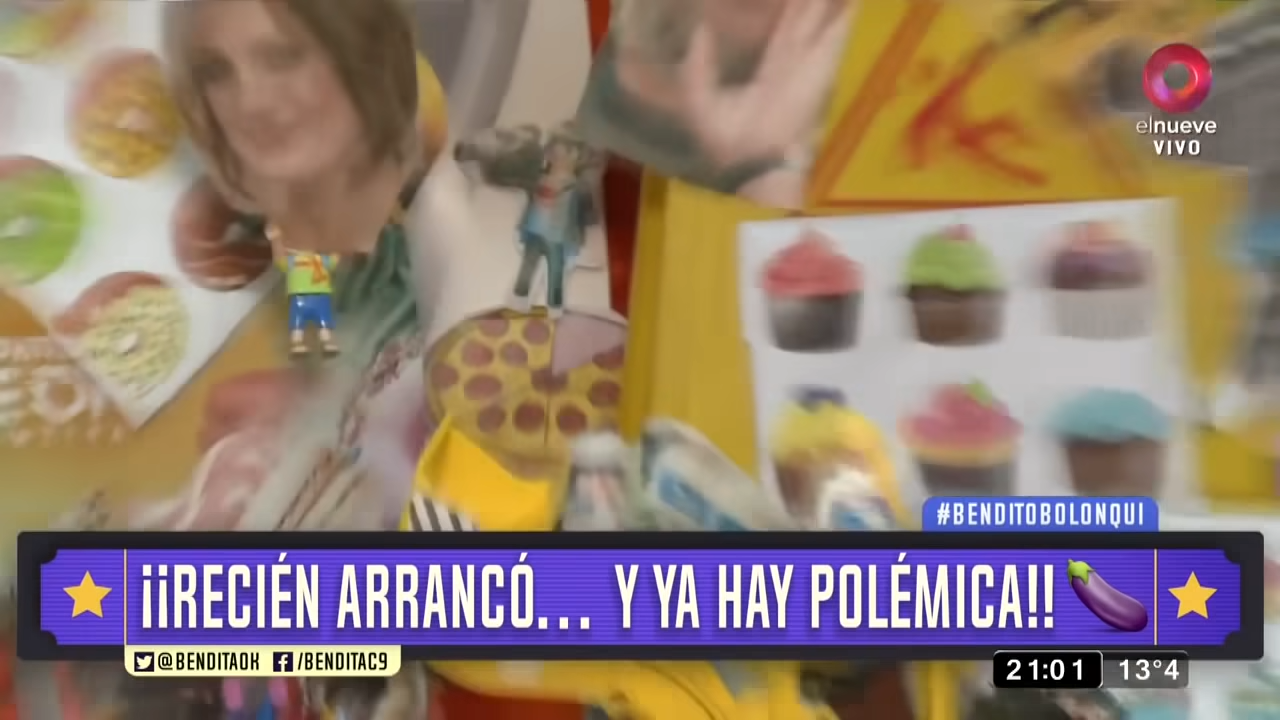 elnueve
VIVO
#BENDITOBOLONQUI
¡¡RECIÉN ARRANCÓ... Y YA HAY POLÉMICA!!
@BENDITAOK /BENDITAC9
21:01 13°4